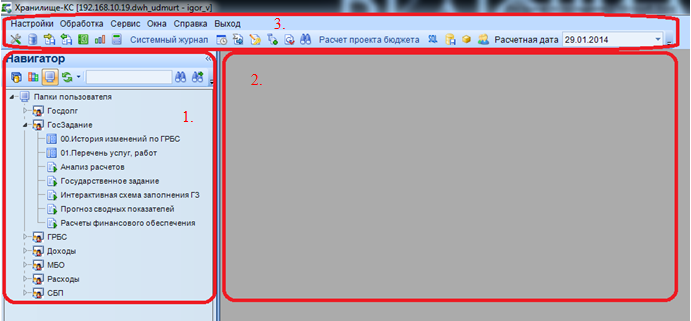 Хранилище-КС [192.168.10.19.dwh_udmurt - igor_v]
Настройки Обработка Сервис Окна Справка Выход
3.
Системный журнал Расчет проекта бюджета Расчетная дата 29.01.2014
Навигатор
1.
2.
Папки пользователя
Госдолг
ГосЗадание
00.История изменений по ГРБС
01.Перечень услуг, работ
Анализ расчетов
Государственное задание
Интерактивная схема заполнения ГЗ
Прогноз сводных показателей
Расчеты финансового обеспечения
ГРБС
Доходы
МБО
Расходы
СБП